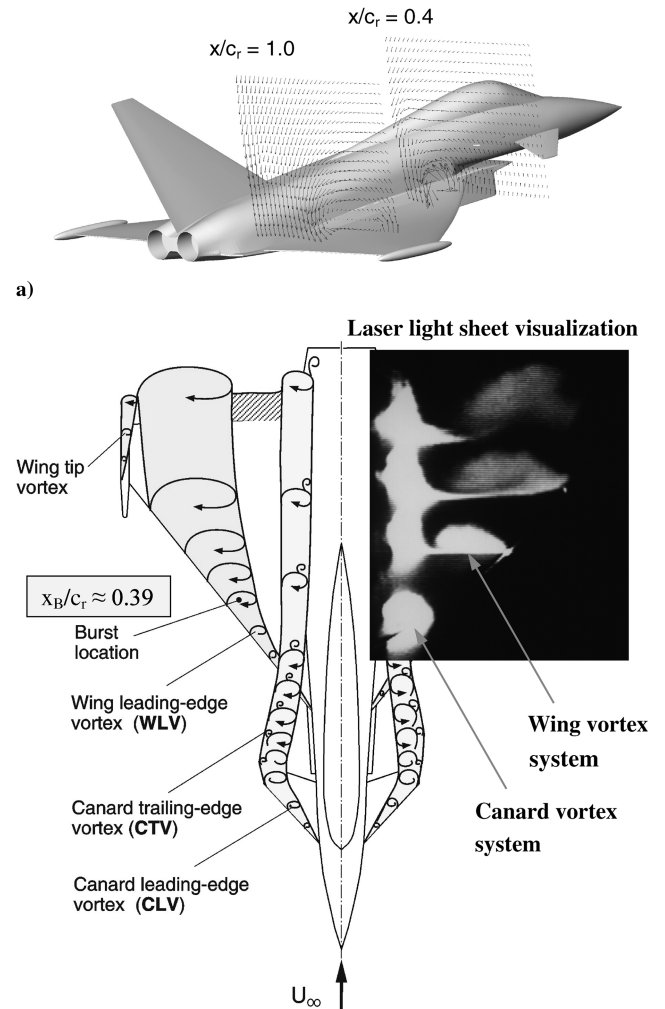 x/cᵣ = 0.4
x/cᵣ = 1.0
a)
Laser light sheet visualization
Wing tip
vortex
x_B/cᵣ ≈ 0.39
Burst
location
Wing leading-edge
vortex (WLV)
Wing vortex
system
Canard trailing-edge
vortex (CTV)
Canard vortex
system
Canard leading-edge
vortex (CLV)
U∞